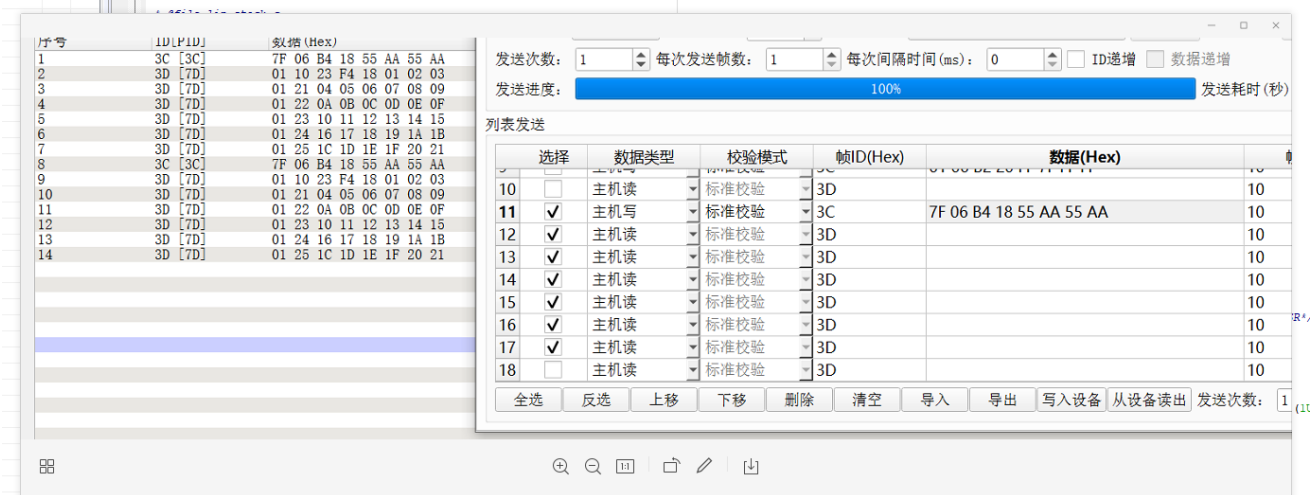 * @file lin_stack.c
序号 ID[PID] 数据(Hex)
1 3C [3C] 7F 06 B4 18 55 AA 55 AA
2 3D [7D] 01 10 23 F4 18 01 02 03
3 3D [7D] 01 21 04 05 06 07 08 09
4 3D [7D] 01 22 0A 0B 0C 0D 0E 0F
5 3D [7D] 01 23 10 11 12 13 14 15
6 3D [7D] 01 24 16 17 18 19 1A 1B
7 3D [7D] 01 25 1C 1D 1E 1F 20 21
8 3C [3C] 7F 06 B4 18 55 AA 55 AA
9 3D [7D] 01 10 23 F4 18 01 02 03
10 3D [7D] 01 21 04 05 06 07 08 09
11 3D [7D] 01 22 0A 0B 0C 0D 0E 0F
12 3D [7D] 01 23 10 11 12 13 14 15
13 3D [7D] 01 24 16 17 18 19 1A 1B
14 3D [7D] 01 25 1C 1D 1E 1F 20 21
发送次数: 1 每次发送帧数: 1 每次间隔时间(ms): 0 ID递增 数据递增
发送进度: 100% 发送耗时(秒)
列表发送
选择 数据类型 校验模式 帧ID(Hex) 数据(Hex) 帧
10 主机读 标准校验 3D 10
11 主机写 标准校验 3C 7F 06 B4 18 55 AA 55 AA 10
12 主机读 标准校验 3D 10
13 主机读 标准校验 3D 10
14 主机读 标准校验 3D 10
15 主机读 标准校验 3D 10
16 主机读 标准校验 3D 10
17 主机读 标准校验 3D 10
18 主机读 标准校验 3D 10
全选 反选 上移 下移 删除 清空 导入 导出 写入设备 从设备读出 发送次数: 1
1:1